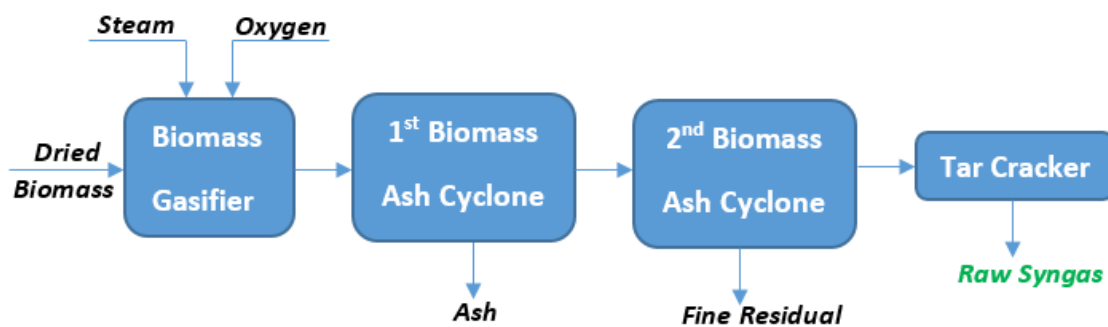 Steam
Oxygen
Dried
Biomass
Biomass
Gasifier
1st Biomass
Ash Cyclone
2nd Biomass
Ash Cyclone
Tar Cracker
Ash
Fine Residual
Raw Syngas